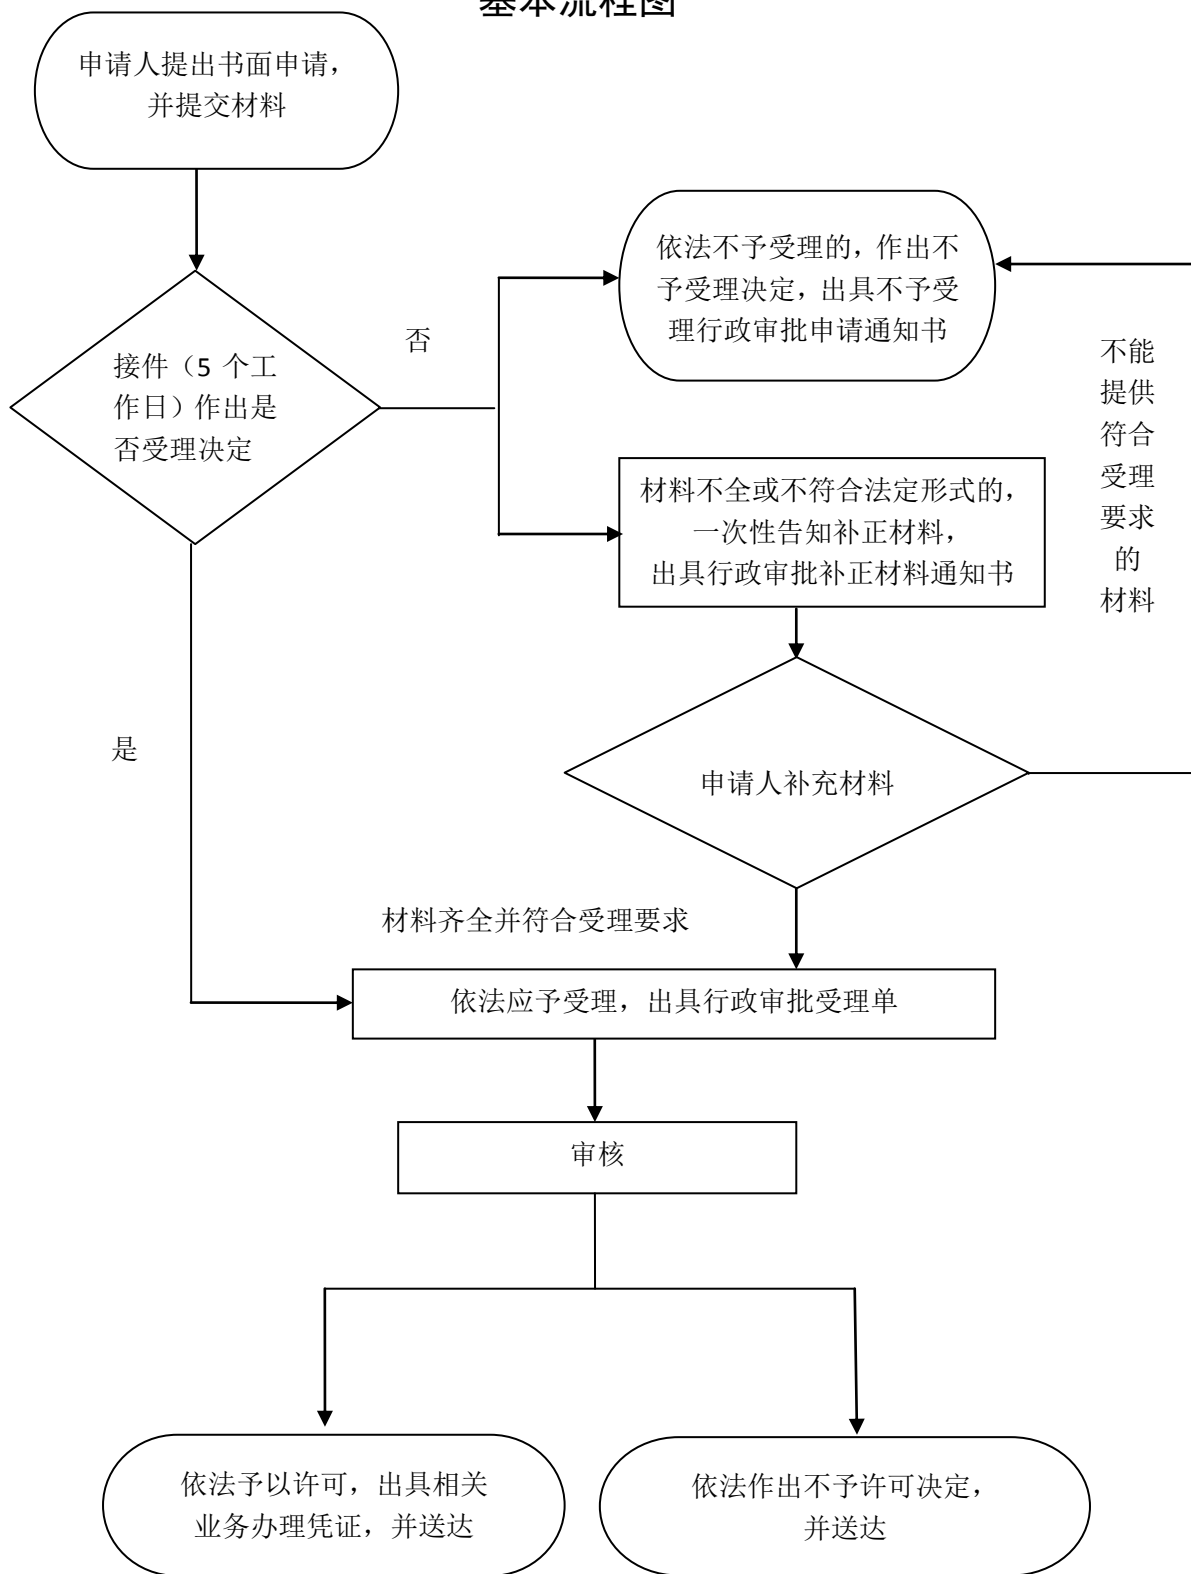 基本流程图
申请人提出书面申请，
并提交材料
依法不予受理的，作出不
予受理决定，出具不予受
理行政审批申请通知书
否
接件（5 个工
作日）作出是
否受理决定
不能
提供
符合
受理
要求
的
材料
材料不全或不符合法定形式的，
一次性告知补正材料，
出具行政审批补正材料通知书
是
申请人补充材料
材料齐全并符合受理要求
依法应予受理，出具行政审批受理单
审核
依法予以许可，出具相关
业务办理凭证，并送达
依法作出不予许可决定，
并送达